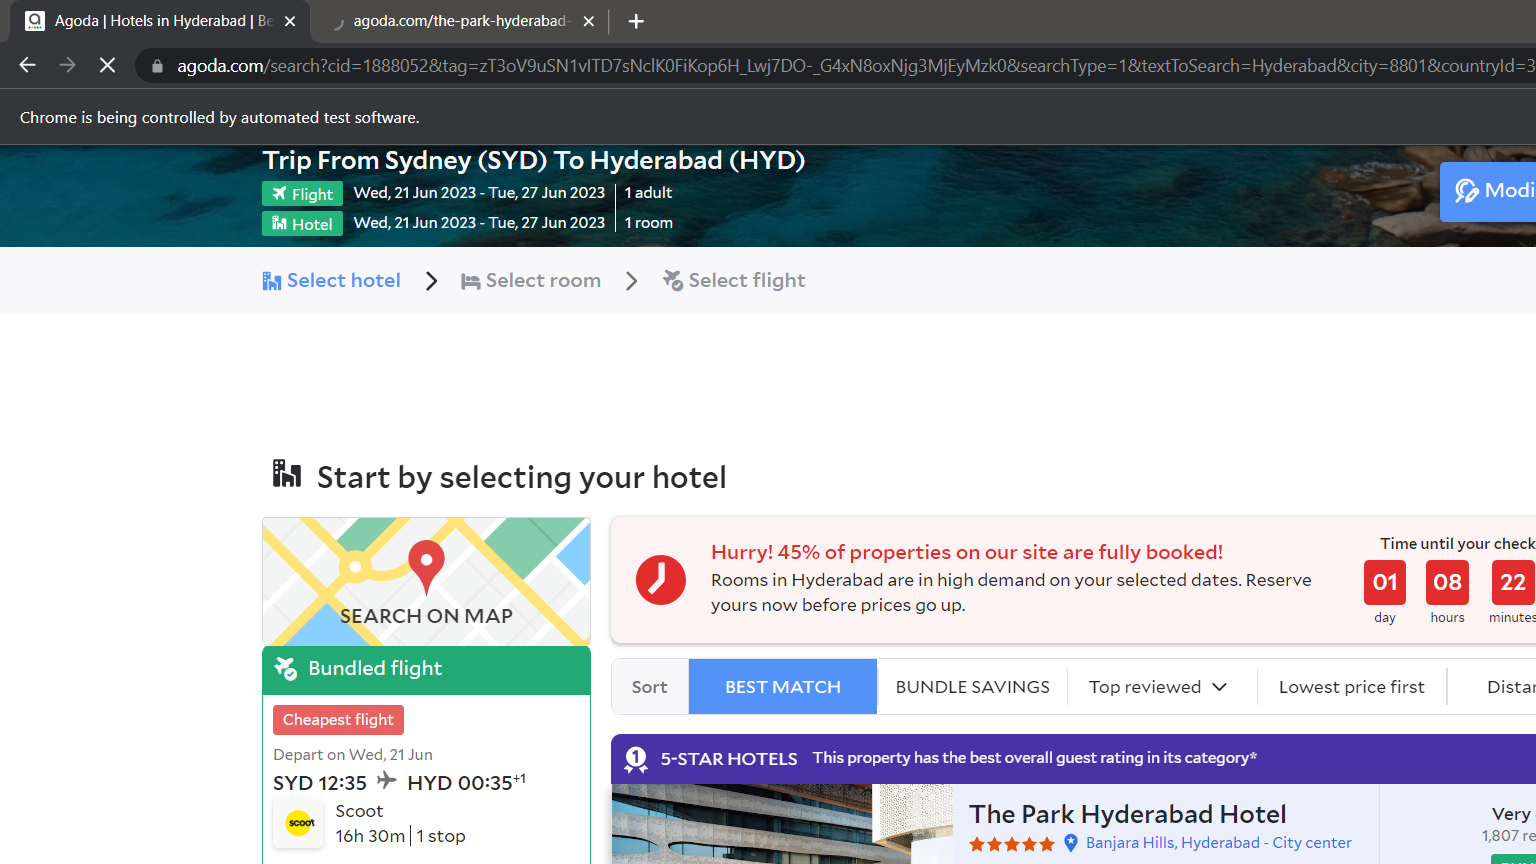 Agoda | Hotels in Hyderabad | Be
agoda.com/the-park-hyderabad-
agoda.com/search?cid=1888052&tag=zT3oV9uSN1vITD7sNclK0FiKop6H_Lwj7DO-_G4xN8oxNjg3MjEyMzk0&searchType=1&textToSearch=Hyderabad&city=8801&countryId=3
Chrome is being controlled by automated test software.
Trip From Sydney (SYD) To Hyderabad (HYD)
Flight Wed, 21 Jun 2023 - Tue, 27 Jun 2023 1 adult
Hotel Wed, 21 Jun 2023 - Tue, 27 Jun 2023 1 room
Modi
Select hotel
Select room
Select flight
Start by selecting your hotel
SEARCH ON MAP
Bundled flight
Cheapest flight
Depart on Wed, 21 Jun
SYD 12:35 HYD 00:35+1
scoot
Scoot
16h 30m 1 stop
Hurry! 45% of properties on our site are fully booked!
Rooms in Hyderabad are in high demand on your selected dates. Reserve
yours now before prices go up.
Time until your check
01 08 22
day hours minutes
Sort BEST MATCH BUNDLE SAVINGS Top reviewed Lowest price first Distan
1 5-STAR HOTELS This property has the best overall guest rating in its category*
The Park Hyderabad Hotel
Banjara Hills, Hyderabad - City center
Very
1,807 re